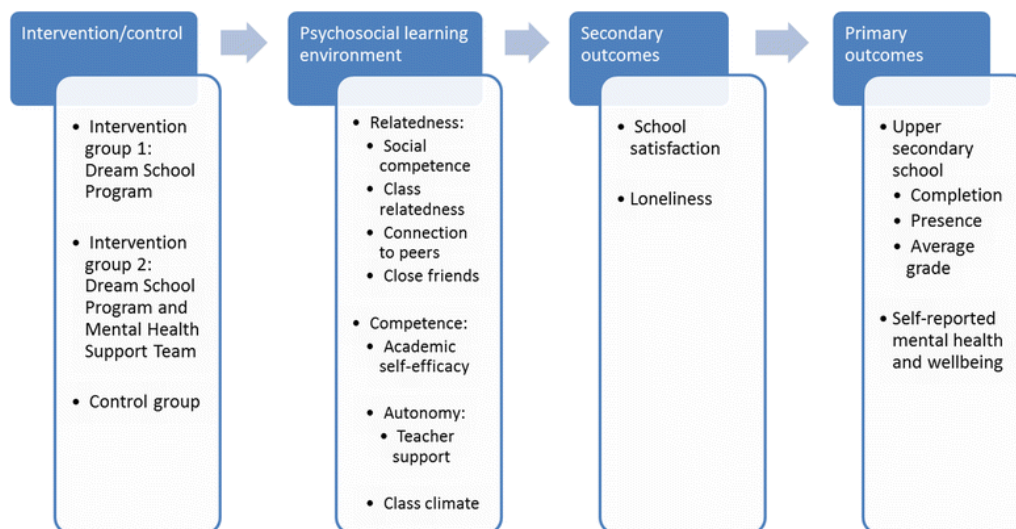 Intervention/control
• Intervention
group 1:
Dream School
Program
• Intervention
group 2:
Dream School
Program and
Mental Health
Support Team
• Control group
Psychosocial learning
environment
• Relatedness:
• Social
competence
• Class
relatedness
• Connection
to peers
• Close friends
• Competence:
• Academic
self-efficacy
• Autonomy:
• Teacher
support
• Class climate
Secondary
outcomes
• School
satisfaction
• Loneliness
Primary
outcomes
• Upper
secondary
school
• Completion
• Presence
• Average
grade
• Self-reported
mental health
and wellbeing